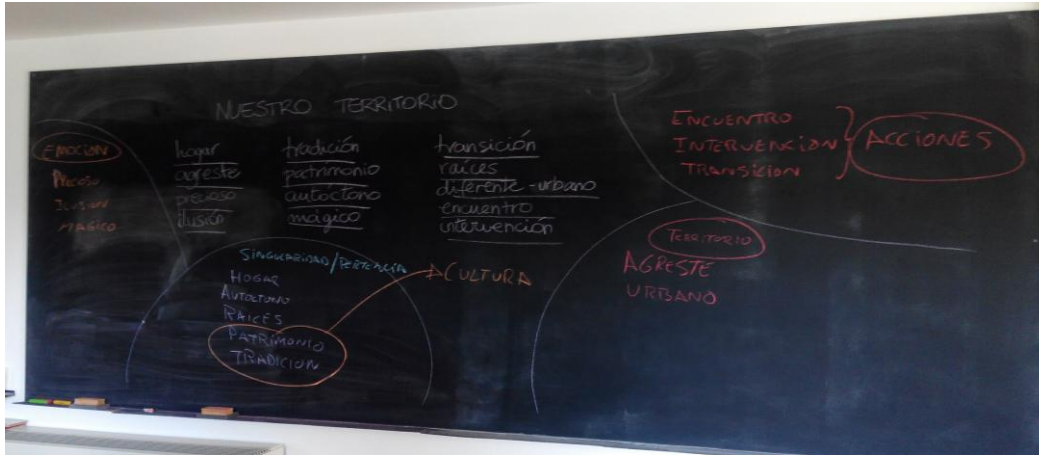 NUESTRO TERRITORIO
EMOCION
PRECIOSO
ILUSION
MAGICO
hogar
agreste
precioso
ilusión
tradición
patrimonio
autóctono
mágico
transición
raíces
diferente-urbano
encuentro
intervención
ENCUENTRO
INTERVENCION
TRANSICION
ACCIONES
SINGULARIDAD/PERTENCIA
HOGAR
AUTOCTONO
RAICES
PATRIMONIO
TRADICION
CULTURA
TERRITORIO
AGRESTE
URBANO